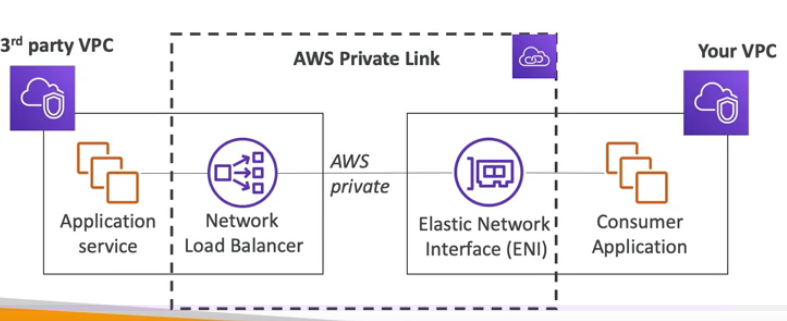 3rd party VPC
AWS Private Link
Your VPC
AWS
private
Application
service
Network
Load Balancer
Elastic Network
Interface (ENI)
Consumer
Application